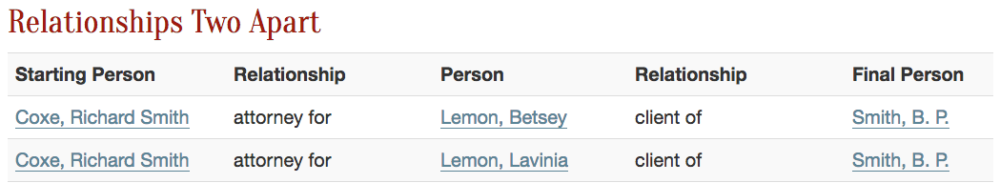 Relationships Two Apart
Starting Person Relationship Person Relationship Final Person
Coxe, Richard Smith attorney for Lemon, Betsey client of Smith, B. P.
Coxe, Richard Smith attorney for Lemon, Lavinia client of Smith, B. P.